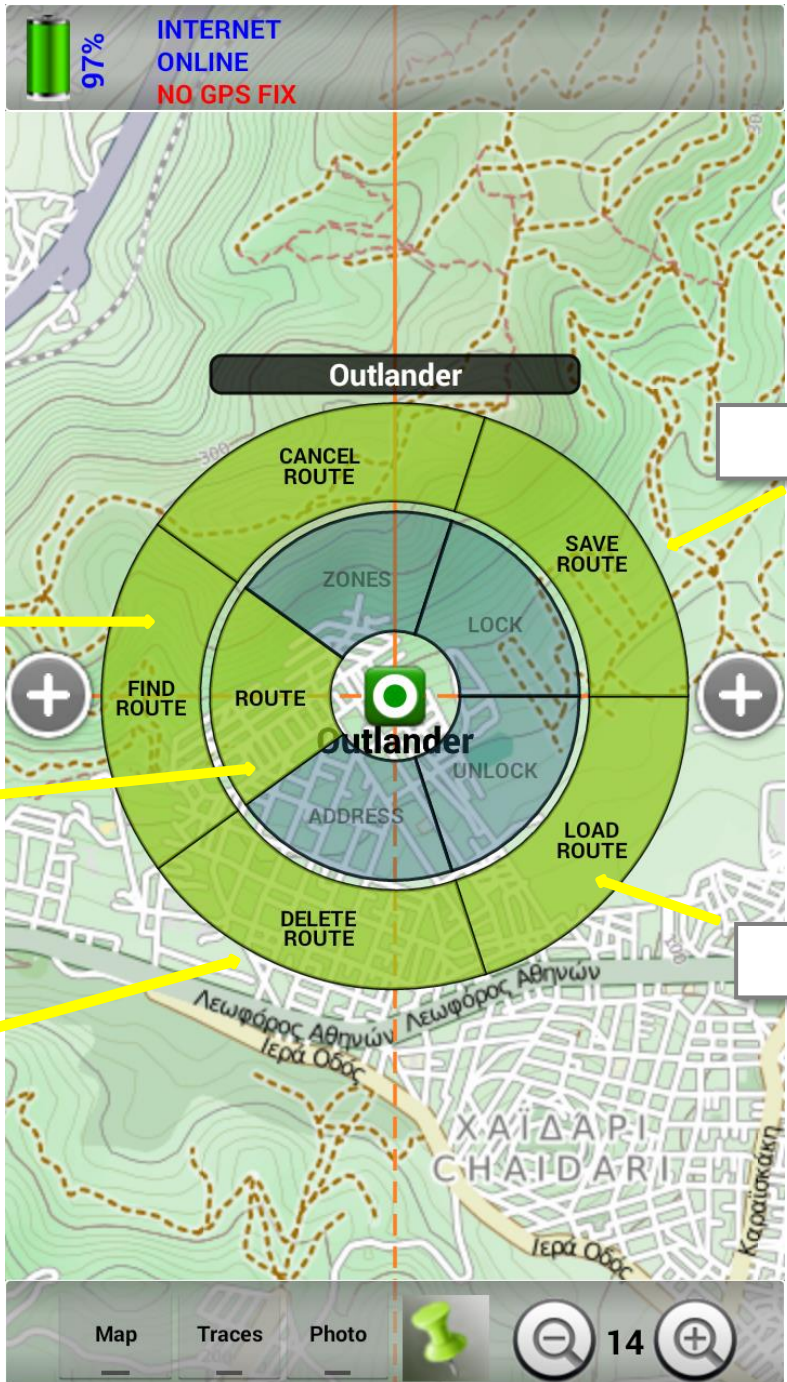 97%
INTERNET
ONLINE
NO GPS FIX
300
Outlander
300
CANCEL
ROUTE
SAVE
ROUTE
ZONES
LOCK
FIND
ROUTE
ROUTE
Outlander
UNLOCK
ADDRESS
LOAD
ROUTE
DELETE
ROUTE
100
Λεωφόρος Αθηνών
Λεωφόρος Αθηνών
Ιερά Οδός
ΧΑΪΔΑΡΙ
CHAIDARI
Καραϊσκάκη
Ιερά Οδός
Map
Traces
Photo
14